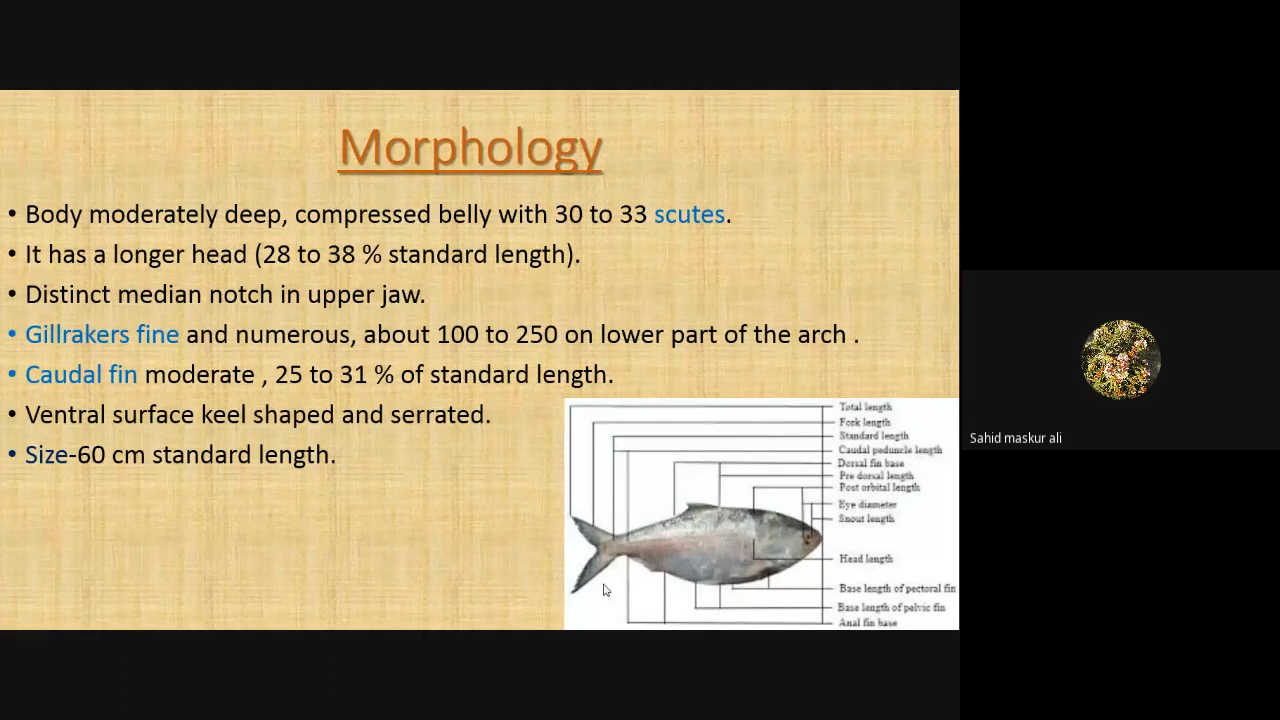 Morphology
• Body moderately deep, compressed belly with 30 to 33 scutes.
• It has a longer head (28 to 38 % standard length).
• Distinct median notch in upper jaw.
• Gillrakers fine and numerous, about 100 to 250 on lower part of the arch .
• Caudal fin moderate , 25 to 31 % of standard length.
• Ventral surface keel shaped and serrated.
• Size-60 cm standard length.
Total length
Fork length
Standard length
Caudal peduncle length
Dorsal fin base
Pre dorsal length
Post orbital length
Eye diameter
Snout length
Head length
Base length of pectoral fin
Base length of pelvic fin
Anal fin base
Sahid maskur ali